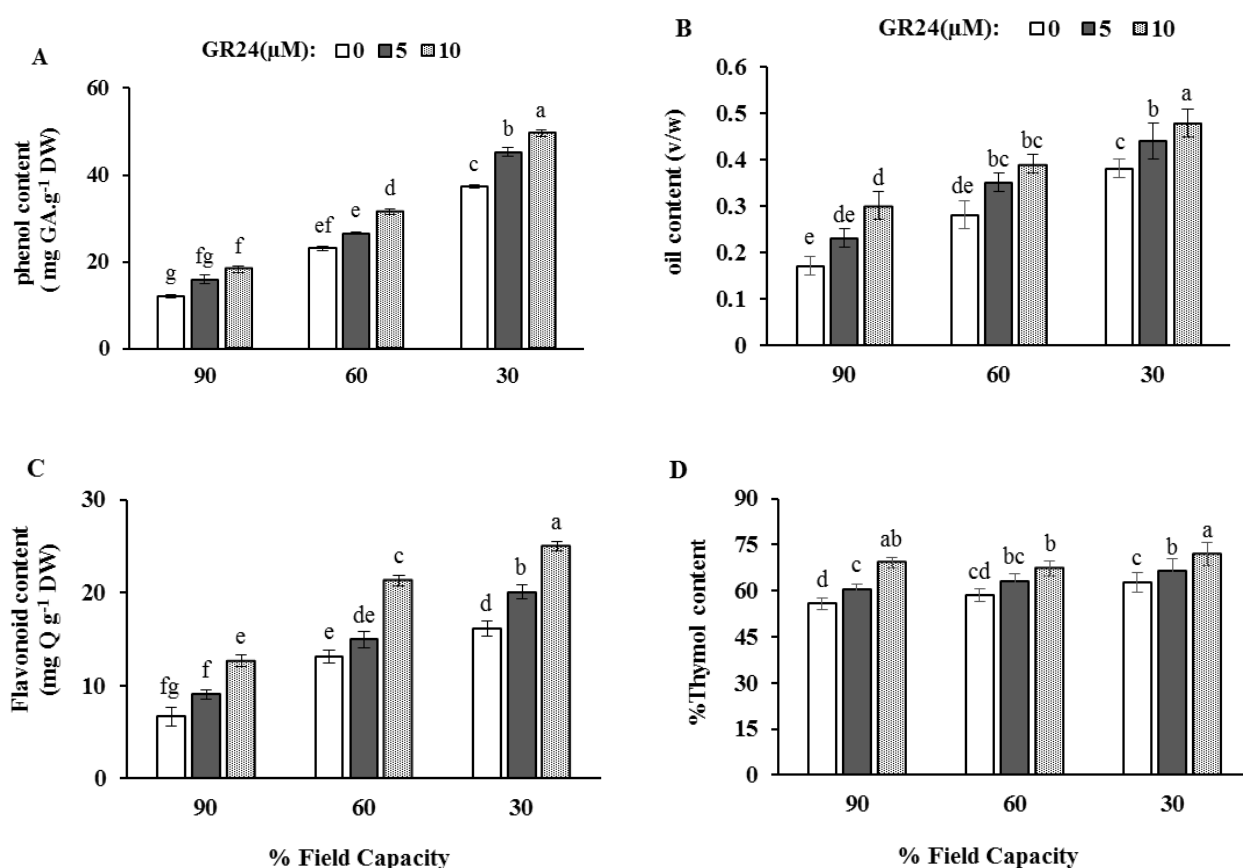 A
GR24(µM): 0 5 10
phenol content
( mg GA.g-1 DW)
60
40
20
0
g fg f
ef e d
c b a
90 60 30
B
GR24(µM): 0 5 10
oil content (v/w)
0.6
0.5
0.4
0.3
0.2
0.1
0
e de d
de bc bc
c b a
90 60 30
C
Flavonoid content
(mg Q g-1 DW)
30
20
10
0
fg f e
e de c
d b a
90 60 30
% Field Capacity
D
%Thymol content
90
75
60
45
30
15
0
d c ab
cd bc b
c b a
90 60 30
% Field Capacity